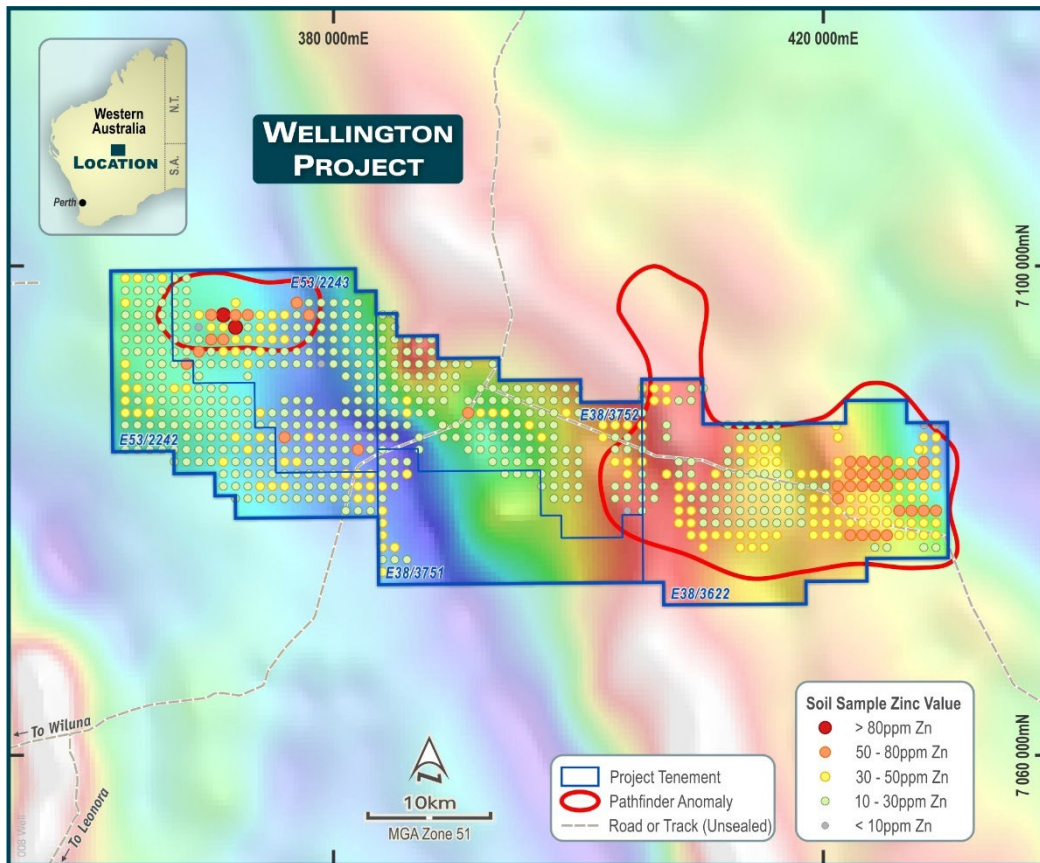 380 000mE
420 000mE
Western
Australia
LOCATION
N.T.
S.A.
Perth
WELLINGTON
PROJECT
7 100 000mN
E53/2243
E53/2242
E38/3752
E38/3751
E38/3622
To Wiluna
To Leonora
008 Well
N
10km
MGA Zone 51
Project Tenement
Pathfinder Anomaly
Road or Track (Unsealed)
Soil Sample Zinc Value
> 80ppm Zn
50 - 80ppm Zn
30 - 50ppm Zn
10 - 30ppm Zn
< 10ppm Zn
7 060 000mN